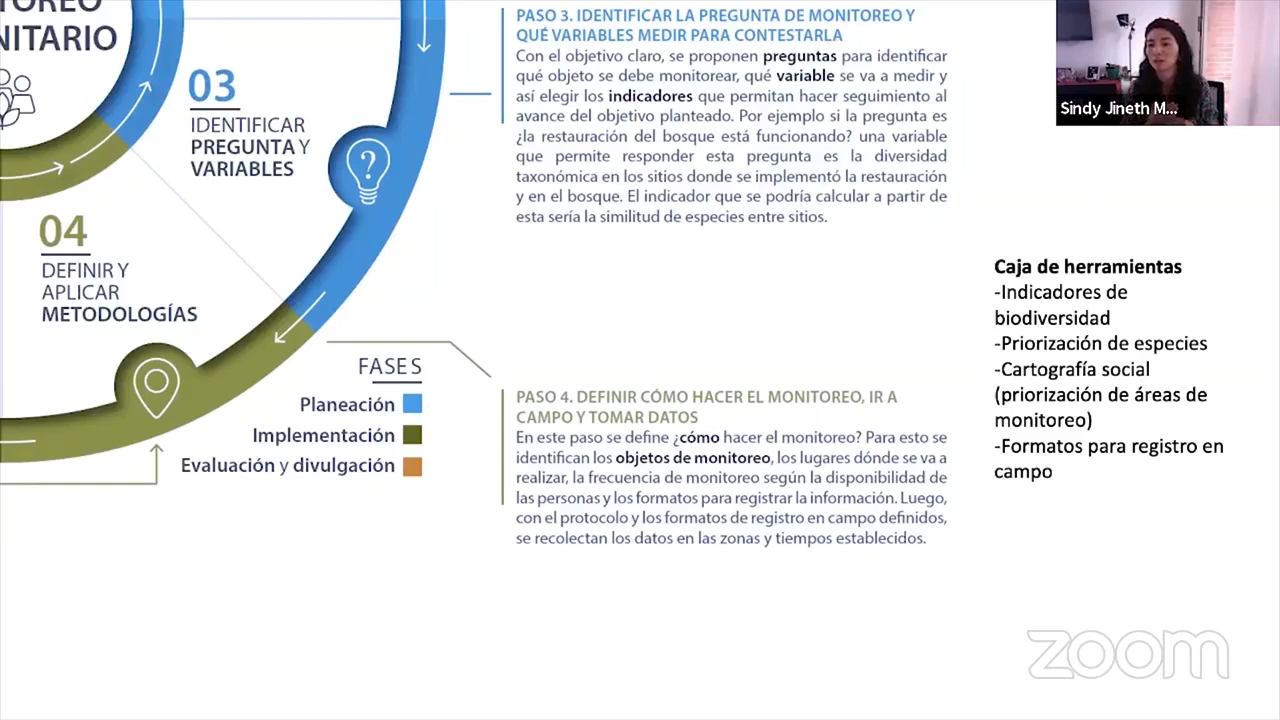 NITARIO
03
IDENTIFICAR
PREGUNTA Y
VARIABLES
04
DEFINIR Y
APLICAR
METODOLOGÍAS
FASES
Planeación
Implementación
Evaluación y divulgación
PASO 3. IDENTIFICAR LA PREGUNTA DE MONITOREO Y
QUÉ VARIABLES MEDIR PARA CONTESTARLA
Con el objetivo claro, se proponen preguntas para identificar
qué objeto se debe monitorear, qué variable se va a medir y
así elegir los indicadores que permitan hacer seguimiento al
avance del objetivo planteado. Por ejemplo si la pregunta es
¿la restauración del bosque está funcionando? una variable
que permite responder esta pregunta es la diversidad
taxonómica en los sitios donde se implementó la restauración
y en el bosque. El indicador que se podría calcular a partir de
esta sería la similitud de especies entre sitios.
PASO 4. DEFINIR CÓMO HACER EL MONITOREO, IR A
CAMPO Y TOMAR DATOS
En este paso se define ¿cómo hacer el monitoreo? Para esto se
identifican los objetos de monitoreo, los lugares dónde se va a
realizar, la frecuencia de monitoreo según la disponibilidad de
las personas y los formatos para registrar la información. Luego,
con el protocolo y los formatos de registro en campo definidos,
se recolectan los datos en las zonas y tiempos establecidos.
Sindy Jineth M...
Caja de herramientas
-Indicadores de
biodiversidad
-Priorización de especies
-Cartografía social
(priorización de áreas de
monitoreo)
-Formatos para registro en
campo
zoom